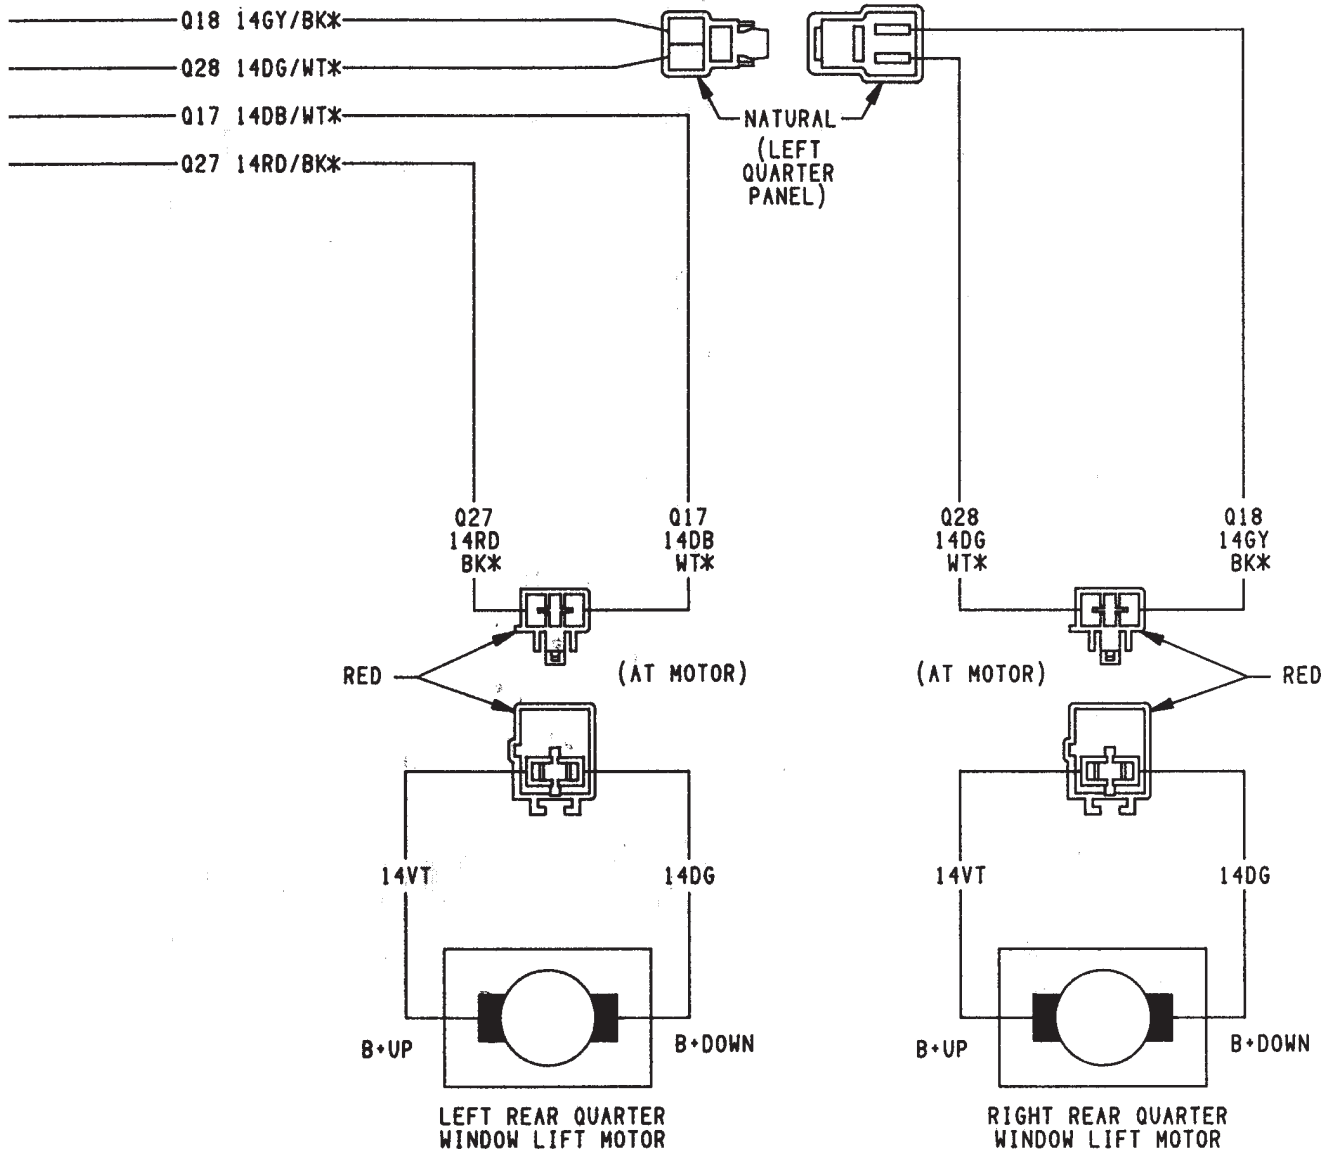 Q18 14GY/BK*
Q28 14DG/WT*
Q17 14DB/WT*
Q27 14RD/BK*
NATURAL
(LEFT
QUARTER
PANEL)
Q27
14RD
BK*
Q17
14DB
WT*
Q28
14DG
WT*
Q18
14GY
BK*
RED
(AT MOTOR)
(AT MOTOR)
RED
14VT
14DG
14VT
14DG
B+UP
B+DOWN
B+UP
B+DOWN
LEFT REAR QUARTER
WINDOW LIFT MOTOR
RIGHT REAR QUARTER
WINDOW LIFT MOTOR